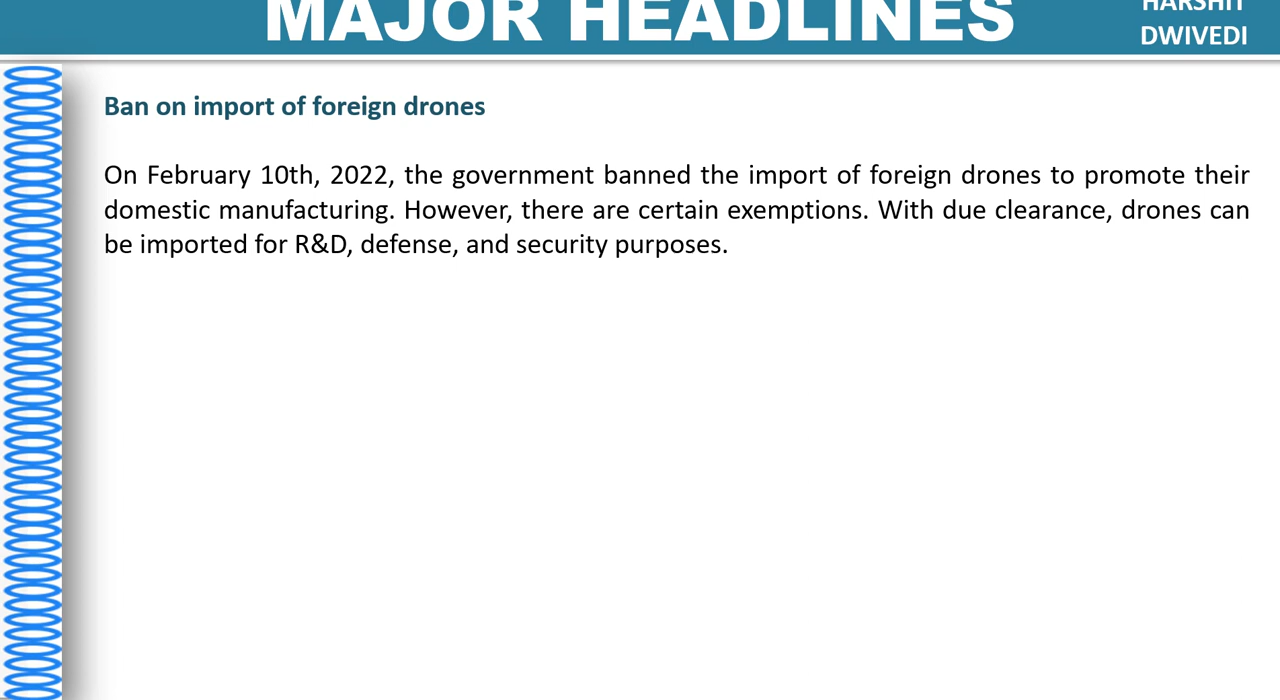 MAJOR HEADLINES
HARSHIT
DWIVEDI
Ban on import of foreign drones
On February 10th, 2022, the government banned the import of foreign drones to promote their
domestic manufacturing. However, there are certain exemptions. With due clearance, drones can
be imported for R&D, defense, and security purposes.